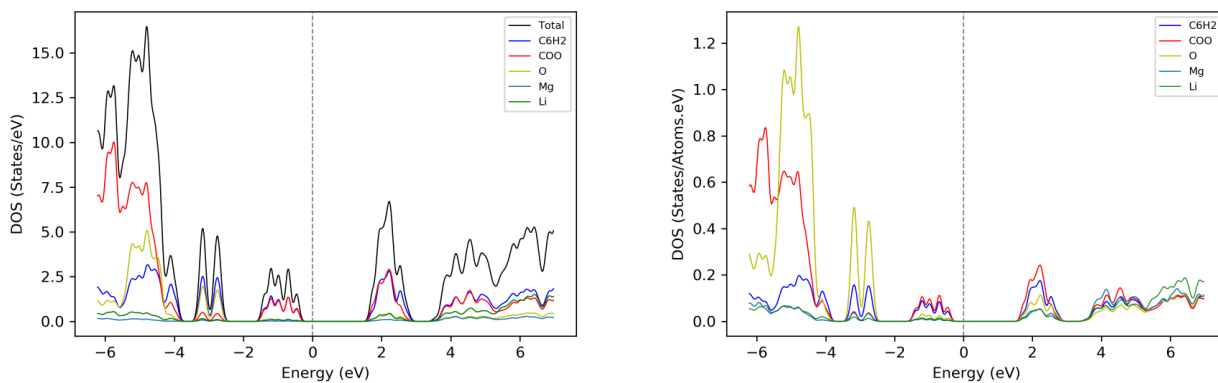 DOS (States/eV)
15.0
12.5
10.0
7.5
5.0
2.5
0.0
Total
C6H2
COO
O
Mg
Li
−6
−4
−2
0
2
4
6
Energy (eV)
DOS (States/Atoms.eV)
1.2
1.0
0.8
0.6
0.4
0.2
0.0
C6H2
COO
O
Mg
Li
−6
−4
−2
0
2
4
6
Energy (eV)